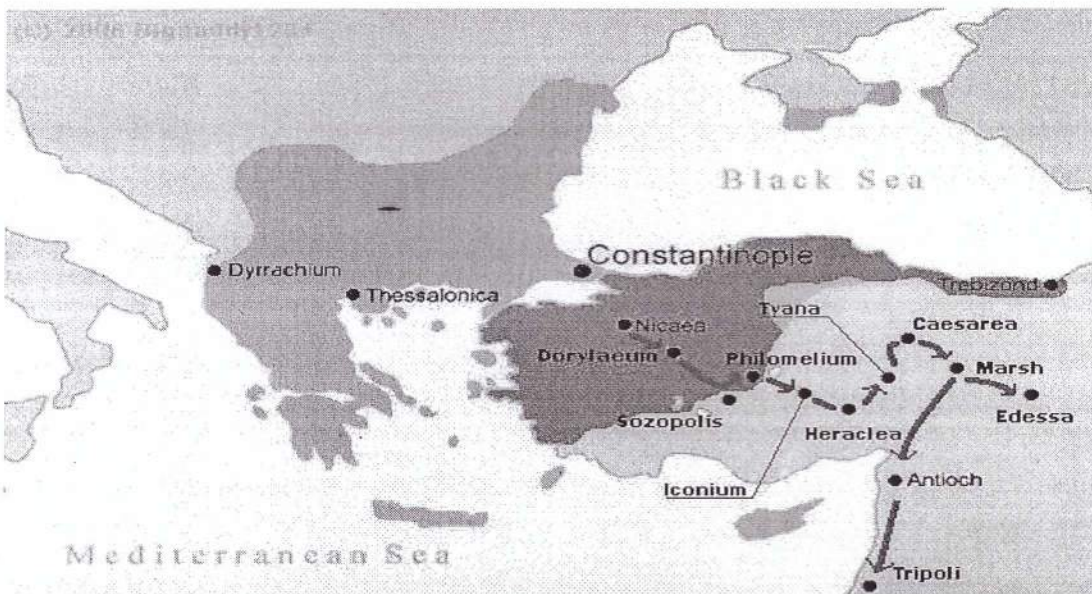 Black Sea
Constantinople
Dyrrachium
Thessalonica
Trebizond
Tyana
Nicaea
Caesarea
Dorylaeum
Philomelium
Marsh
Sozopolis
Heraclea
Edessa
Iconium
Antioch
Mediterranean Sea
Tripoli